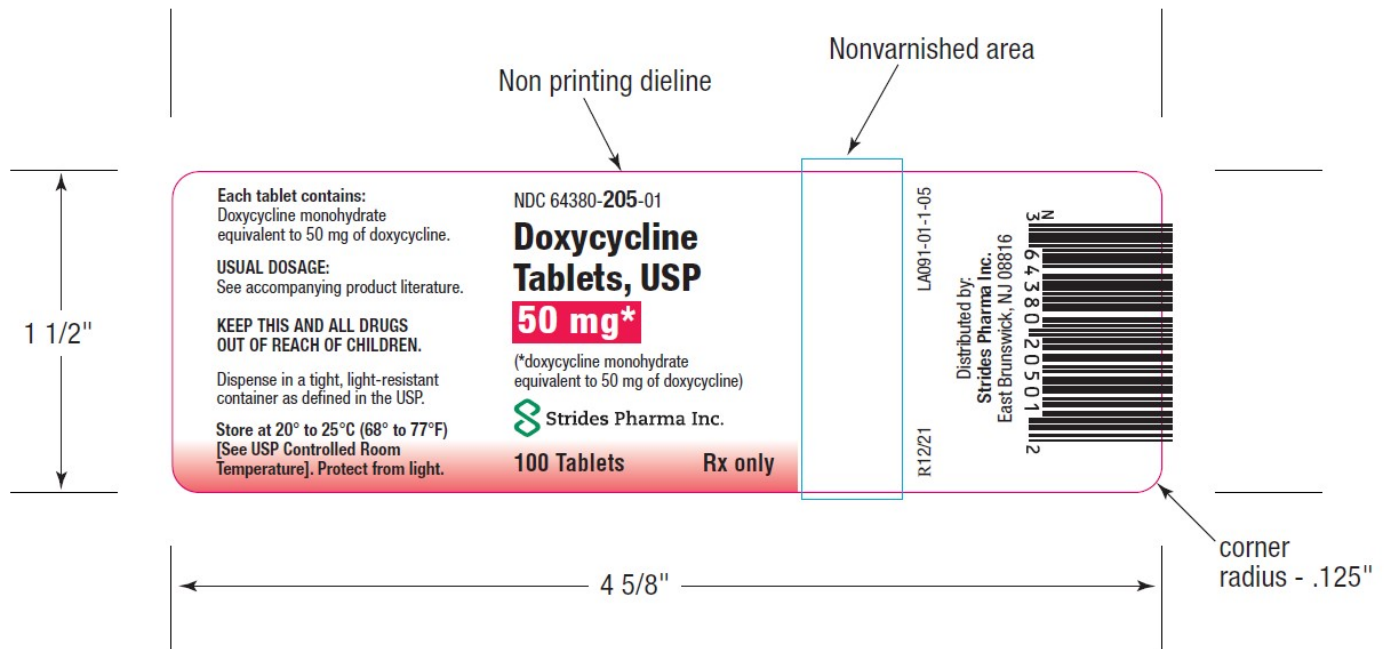 Nonvarnished area
Non printing dieline
1 1/2"
Each tablet contains:
Doxycycline monohydrate
equivalent to 50 mg of doxycycline.
USUAL DOSAGE:
See accompanying product literature.
KEEP THIS AND ALL DRUGS
OUT OF REACH OF CHILDREN.
Dispense in a tight, light-resistant
container as defined in the USP.
Store at 20° to 25°C (68° to 77°F)
[See USP Controlled Room
Temperature]. Protect from light.
NDC 64380-205-01
Doxycycline
Tablets, USP
50 mg*
(*doxycycline monohydrate
equivalent to 50 mg of doxycycline)
Strides Pharma Inc.
100 Tablets Rx only
R12/21 LA091-01-1-05
Distributed by:
Strides Pharma Inc.
East Brunswick, NJ 08816
N
3 64380 20501 2
4 5/8"
corner
radius - .125"